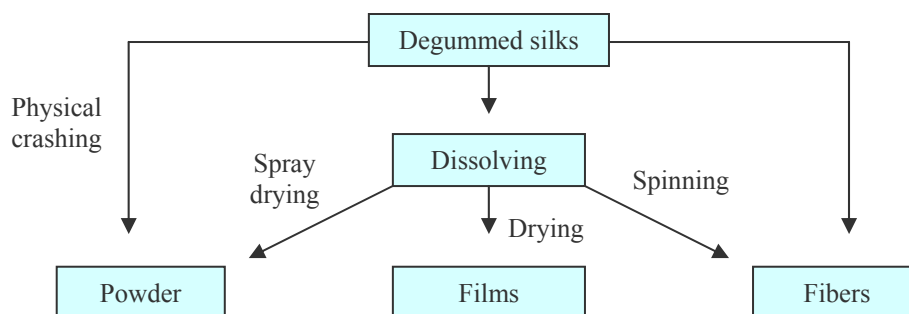 Degummed silks
Physical
crashing
Dissolving
Spray
drying
Spinning
Drying
Powder
Films
Fibers